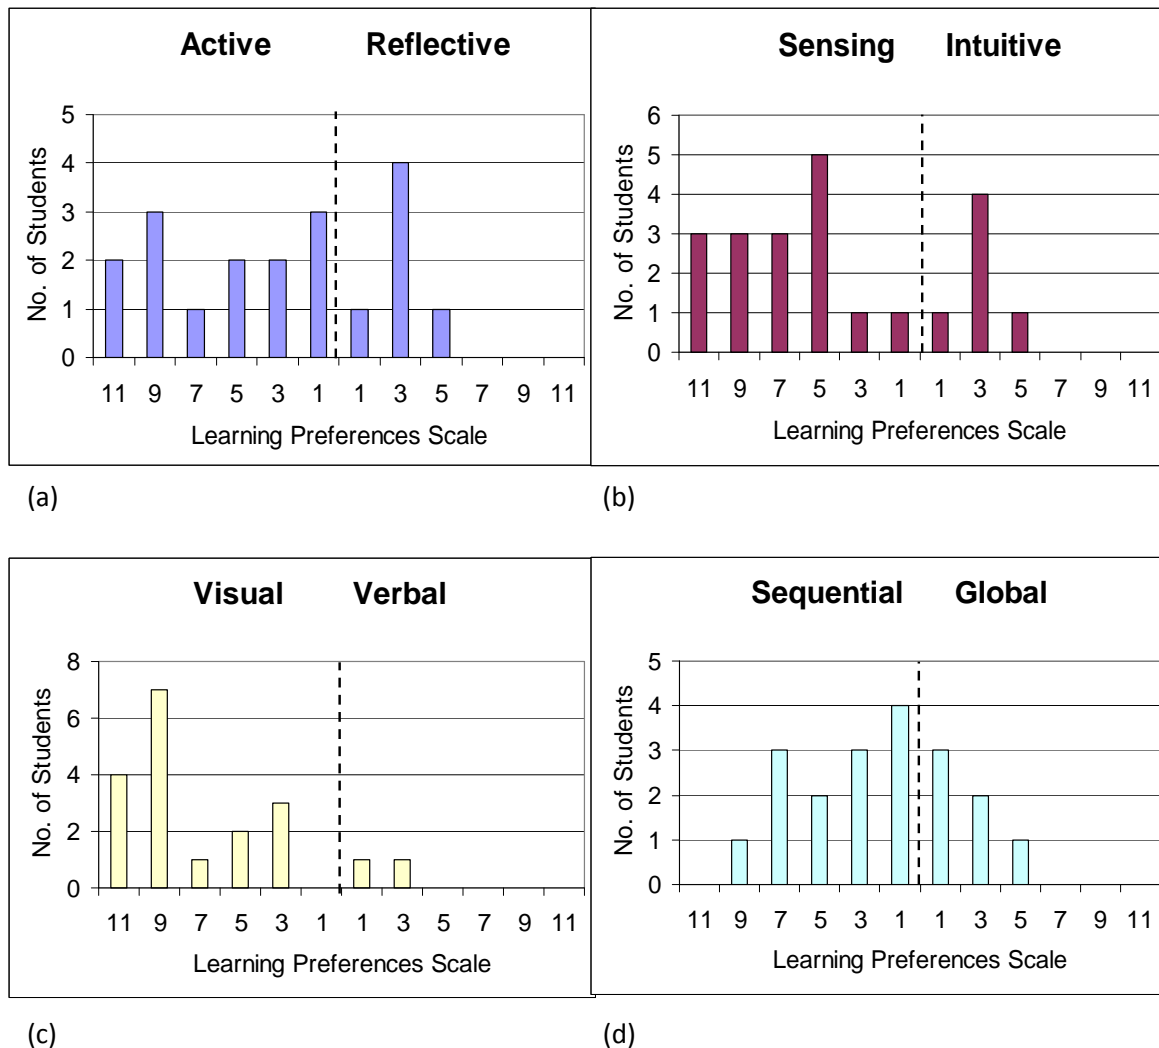 Active Reflective
5
4
3
2
1
0
No. of Students
11 9 7 5 3 1 1 3 5 7 9 11
Learning Preferences Scale
(a)
Sensing Intuitive
6
5
4
3
2
1
0
No. of Students
11 9 7 5 3 1 1 3 5 7 9 11
Learning Preferences Scale
(b)
Visual Verbal
8
6
4
2
0
No. of Students
11 9 7 5 3 1 1 3 5 7 9 11
Learning Preferences Scale
(c)
Sequential Global
5
4
3
2
1
0
No. of Students
11 9 7 5 3 1 1 3 5 7 9 11
Learning Preferences Scale
(d)